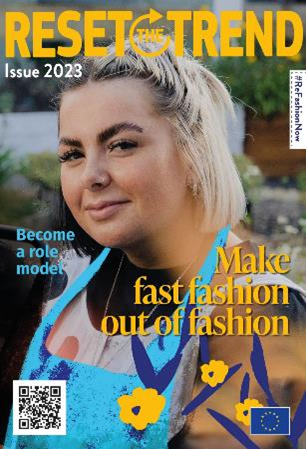 RESET THE TREND
Issue 2023
#ReFashionNow
Become
a role
model
Make
fast fashion
out of fashion